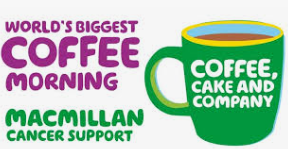 WORLD'S BIGGEST
COFFEE
MORNING
MACMILLAN
CANCER SUPPORT
COFFEE,
CAKE AND
COMPANY